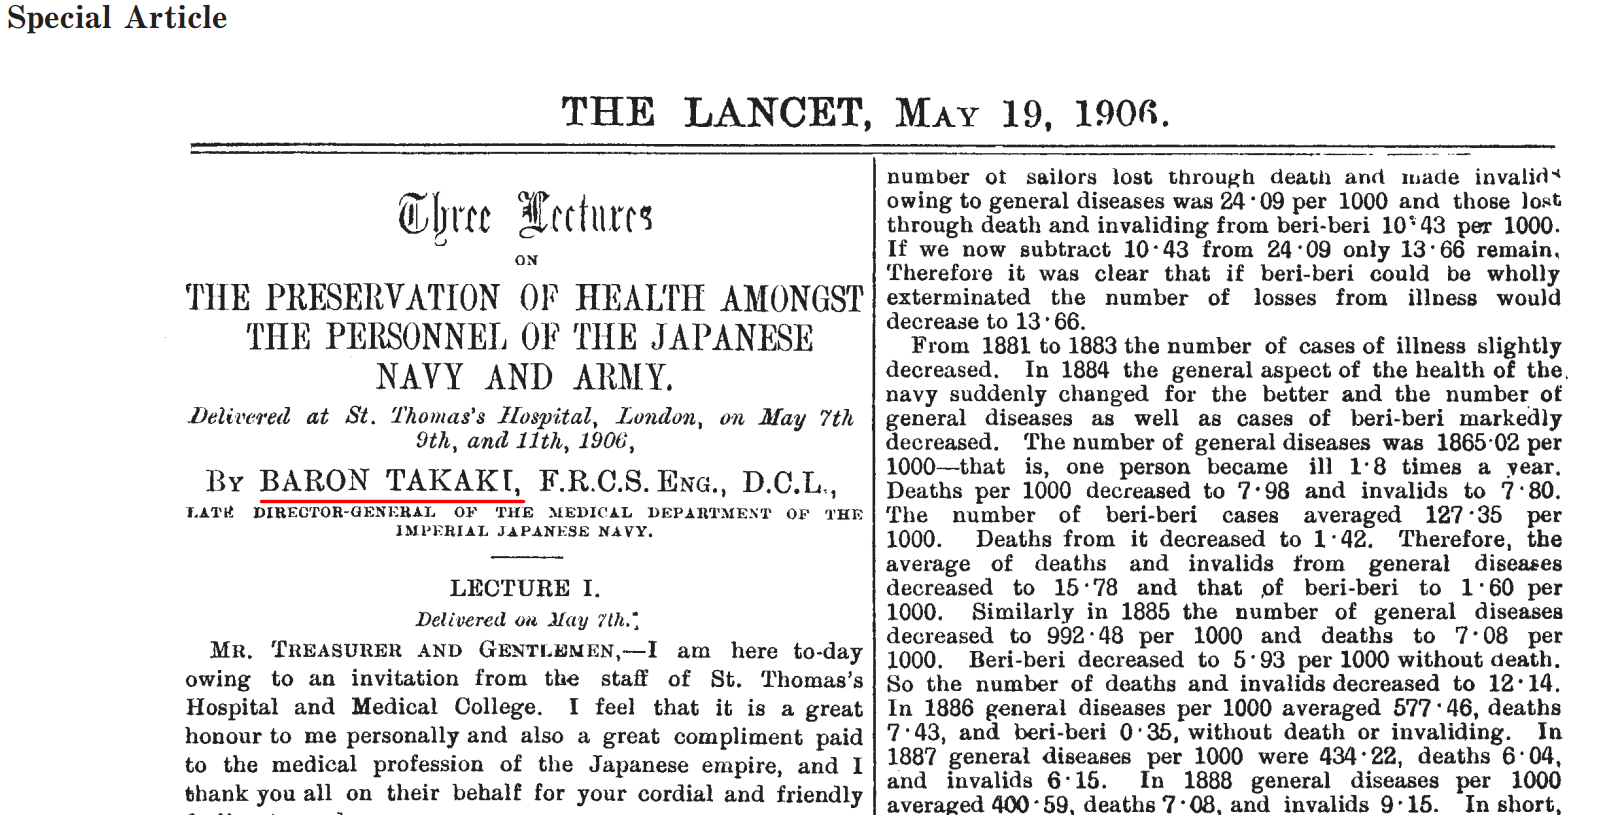 Special Article
THE LANCET, MAY 19, 1906.
Three Lectures
ON
THE PRESERVATION OF HEALTH AMONGST
THE PERSONNEL OF THE JAPANESE
NAVY AND ARMY.
Delivered at St. Thomas's Hospital, London, on May 7th
9th, and 11th, 1906,
BY BARON TAKAKI, F.R.C.S. ENG., D.C.L.,
LATE DIRECTOR-GENERAL OF THE MEDICAL DEPARTMENT OF THE
IMPERIAL JAPANESE NAVY.
LECTURE I.
Delivered on May 7th.
MR. TREASURER AND GENTLEMEN,—I am here to-day
owing to an invitation from the staff of St. Thomas's
Hospital and Medical College. I feel that it is a great
honour to me personally and also a great compliment paid
to the medical profession of the Japanese empire, and I
thank you all on their behalf for your cordial and friendly
number of sailors lost through death and made invalids
owing to general diseases was 24·09 per 1000 and those lost
through death and invaliding from beri-beri 10·43 per 1000.
If we now subtract 10·43 from 24·09 only 13·66 remain.
Therefore it was clear that if beri-beri could be wholly
exterminated the number of losses from illness would
decrease to 13·66.
From 1881 to 1883 the number of cases of illness slightly
decreased. In 1884 the general aspect of the health of the
navy suddenly changed for the better and the number of
general diseases as well as cases of beri-beri markedly
decreased. The number of general diseases was 1865·02 per
1000—that is, one person became ill 1·8 times a year.
Deaths per 1000 decreased to 7·98 and invalids to 7·80.
The number of beri-beri cases averaged 127·35 per
1000. Deaths from it decreased to 1·42. Therefore, the
average of deaths and invalids from general diseases
decreased to 15·78 and that of beri-beri to 1·60 per
1000. Similarly in 1885 the number of general diseases
decreased to 992·48 per 1000 and deaths to 7·08 per
1000. Beri-beri decreased to 5·93 per 1000 without death.
So the number of deaths and invalids decreased to 12·14.
In 1886 general diseases per 1000 averaged 577·46, deaths
7·43, and beri-beri 0·35, without death or invaliding. In
1887 general diseases per 1000 were 434·22, deaths 6·04,
and invalids 6·15. In 1888 general diseases per 1000
averaged 400·59, deaths 7·08, and invalids 9·15. In short,